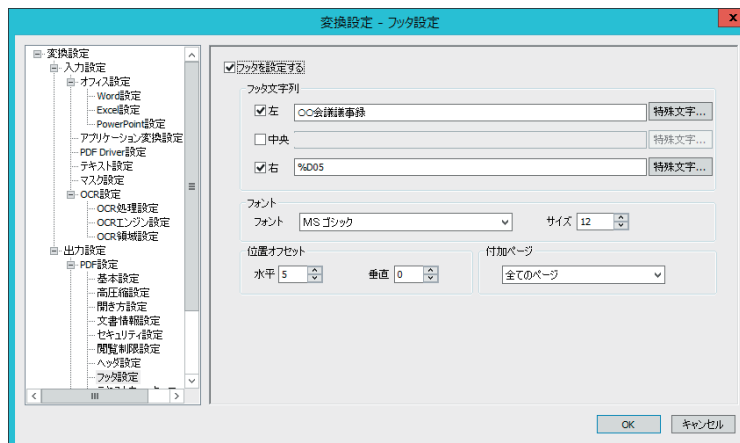 変換設定 - フッタ設定
x
変換設定
入力設定
オフィス設定
Word設定
Excel設定
PowerPoint設定
アプリケーション変換設定
PDF Driver設定
テキスト設定
マスク設定
OCR設定
OCR処理設定
OCRエンジン設定
OCR領域設定
出力設定
PDF設定
基本設定
高圧縮設定
開き方設定
文書情報設定
セキュリティ設定
閲覧制限設定
ヘッダ設定
フッタ設定
フッタを設定する
フッタ文字列
左 〇〇会議議事録 特殊文字...
中央 特殊文字...
右 %D05 特殊文字...
フォント
フォント MS ゴシック サイズ 12
位置オフセット 付加ページ
水平 5 垂直 0 全てのページ
OK キャンセル